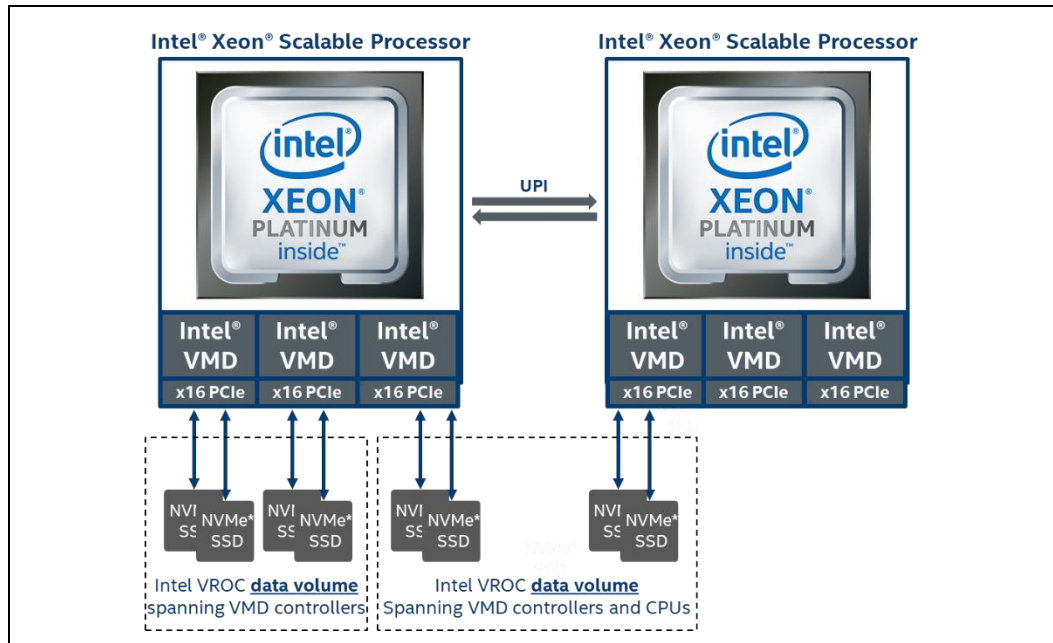 Intel® Xeon® Scalable Processor
Intel® Xeon® Scalable Processor
intel®
XEON®
PLATINUM
inside™
UPI
intel®
XEON®
PLATINUM
inside™
Intel® VMD
Intel® VMD
Intel® VMD
x16 PCIe
x16 PCIe
x16 PCIe
Intel® VMD
Intel® VMD
Intel® VMD
x16 PCIe
x16 PCIe
x16 PCIe
NVMe*
SSD
NVMe*
SSD
NVMe*
SSD
NVMe*
SSD
Intel VROC data volume
spanning VMD controllers
Intel VROC data volume
Spanning VMD controllers and CPUs